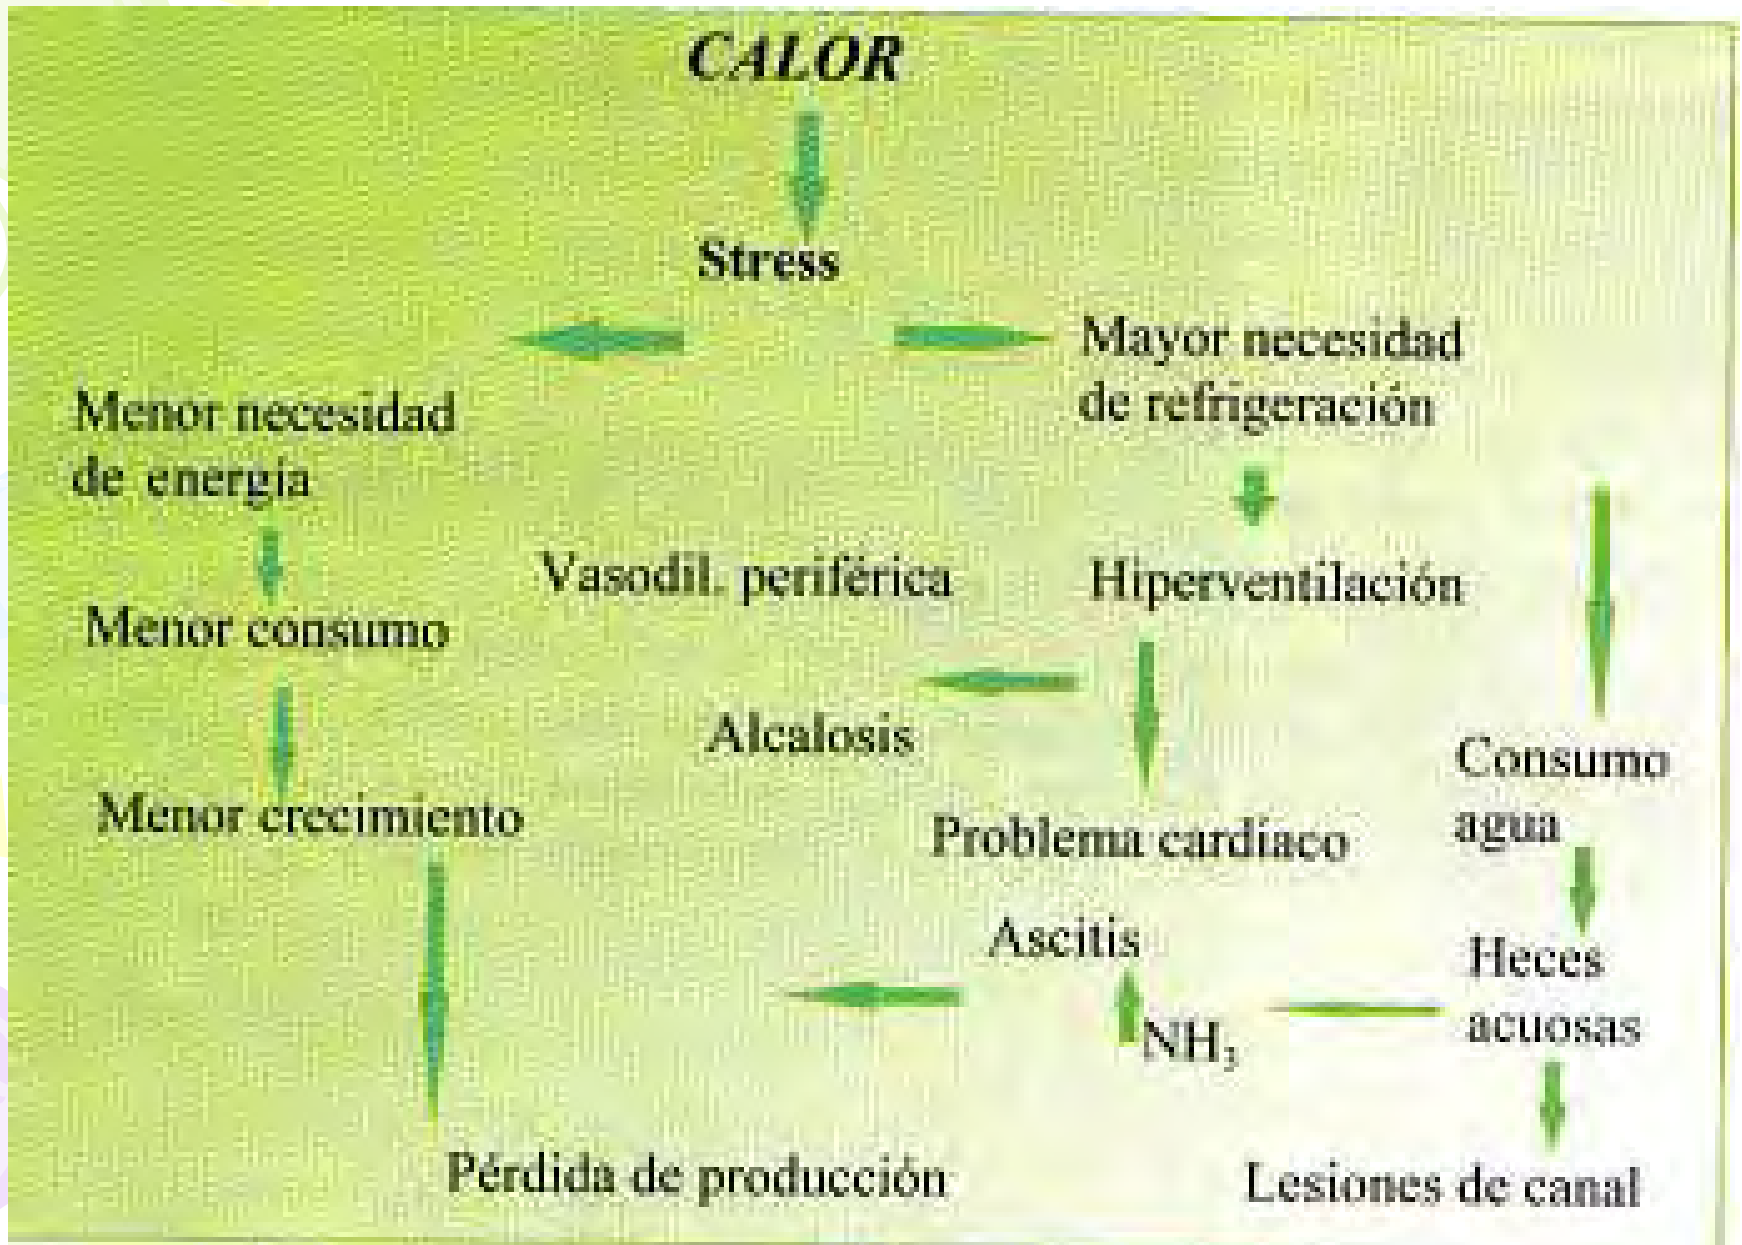 CALOR
Stress
Mayor necesidad
de refrigeración
Menor necesidad
de energía
Vasodil. periférica
Hiperventilación
Menor consumo
Alcalosis
Consumo
agua
Menor crecimiento
Problema cardíaco
Ascitis
Heces
acuosas
NH₃
Pérdida de producción
Lesiones de canal